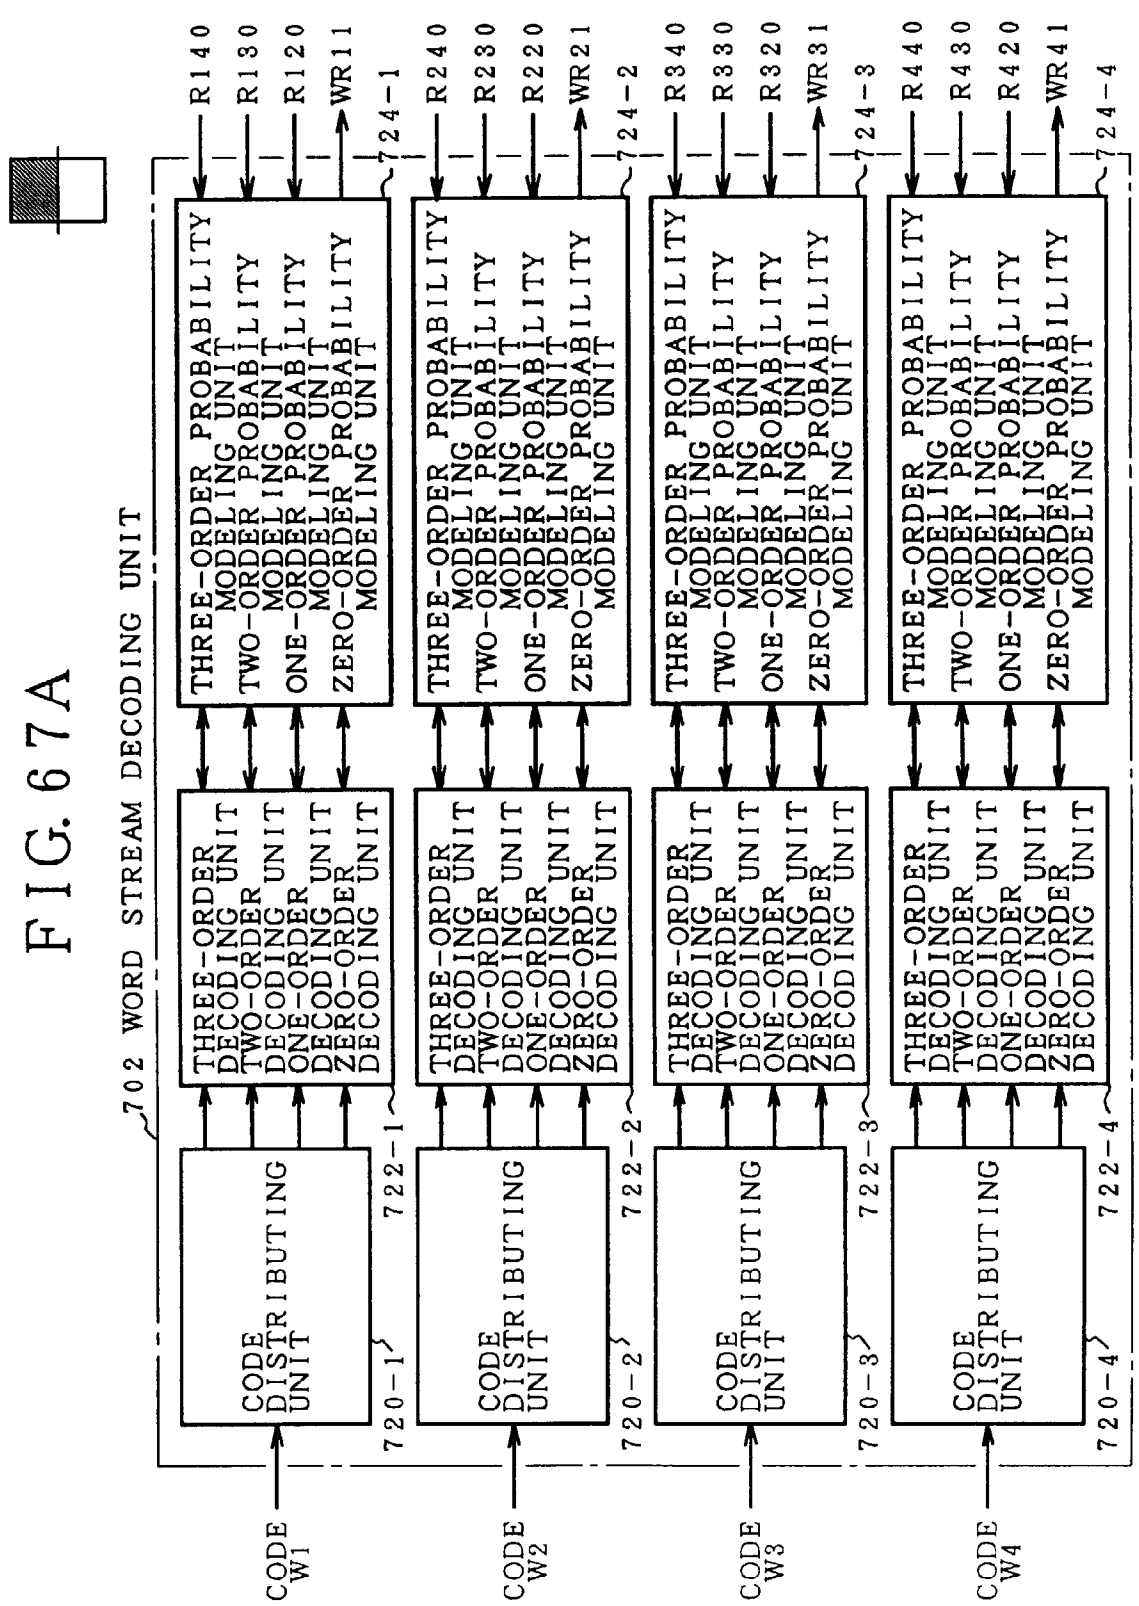 FIG. 67A
702 WORD STREAM DECODING UNIT
CODE
W1
CODE
DISTRIBUTING
UNIT
720-1
THREE-ORDER
DECODING UNIT
TWO-ORDER
DECODING UNIT
ONE-ORDER
DECODING UNIT
ZERO-ORDER
DECODING UNIT
722-1
THREE-ORDER PROBABILITY
MODELING UNIT
TWO-ORDER PROBABILITY
MODELING UNIT
ONE-ORDER PROBABILITY
MODELING UNIT
ZERO-ORDER PROBABILITY
MODELING UNIT
724-1
R140
R130
R120
WR11
CODE
W2
CODE
DISTRIBUTING
UNIT
720-2
THREE-ORDER
DECODING UNIT
TWO-ORDER
DECODING UNIT
ONE-ORDER
DECODING UNIT
ZERO-ORDER
DECODING UNIT
722-2
THREE-ORDER PROBABILITY
MODELING UNIT
TWO-ORDER PROBABILITY
MODELING UNIT
ONE-ORDER PROBABILITY
MODELING UNIT
ZERO-ORDER PROBABILITY
MODELING UNIT
724-2
R240
R230
R220
WR21
CODE
W3
CODE
DISTRIBUTING
UNIT
720-3
THREE-ORDER
DECODING UNIT
TWO-ORDER
DECODING UNIT
ONE-ORDER
DECODING UNIT
ZERO-ORDER
DECODING UNIT
722-3
THREE-ORDER PROBABILITY
MODELING UNIT
TWO-ORDER PROBABILITY
MODELING UNIT
ONE-ORDER PROBABILITY
MODELING UNIT
ZERO-ORDER PROBABILITY
MODELING UNIT
724-3
R340
R330
R320
WR31
CODE
W4
CODE
DISTRIBUTING
UNIT
720-4
THREE-ORDER
DECODING UNIT
TWO-ORDER
DECODING UNIT
ONE-ORDER
DECODING UNIT
ZERO-ORDER
DECODING UNIT
722-4
THREE-ORDER PROBABILITY
MODELING UNIT
TWO-ORDER PROBABILITY
MODELING UNIT
ONE-ORDER PROBABILITY
MODELING UNIT
ZERO-ORDER PROBABILITY
MODELING UNIT
724-4
R440
R430
R420
WR41